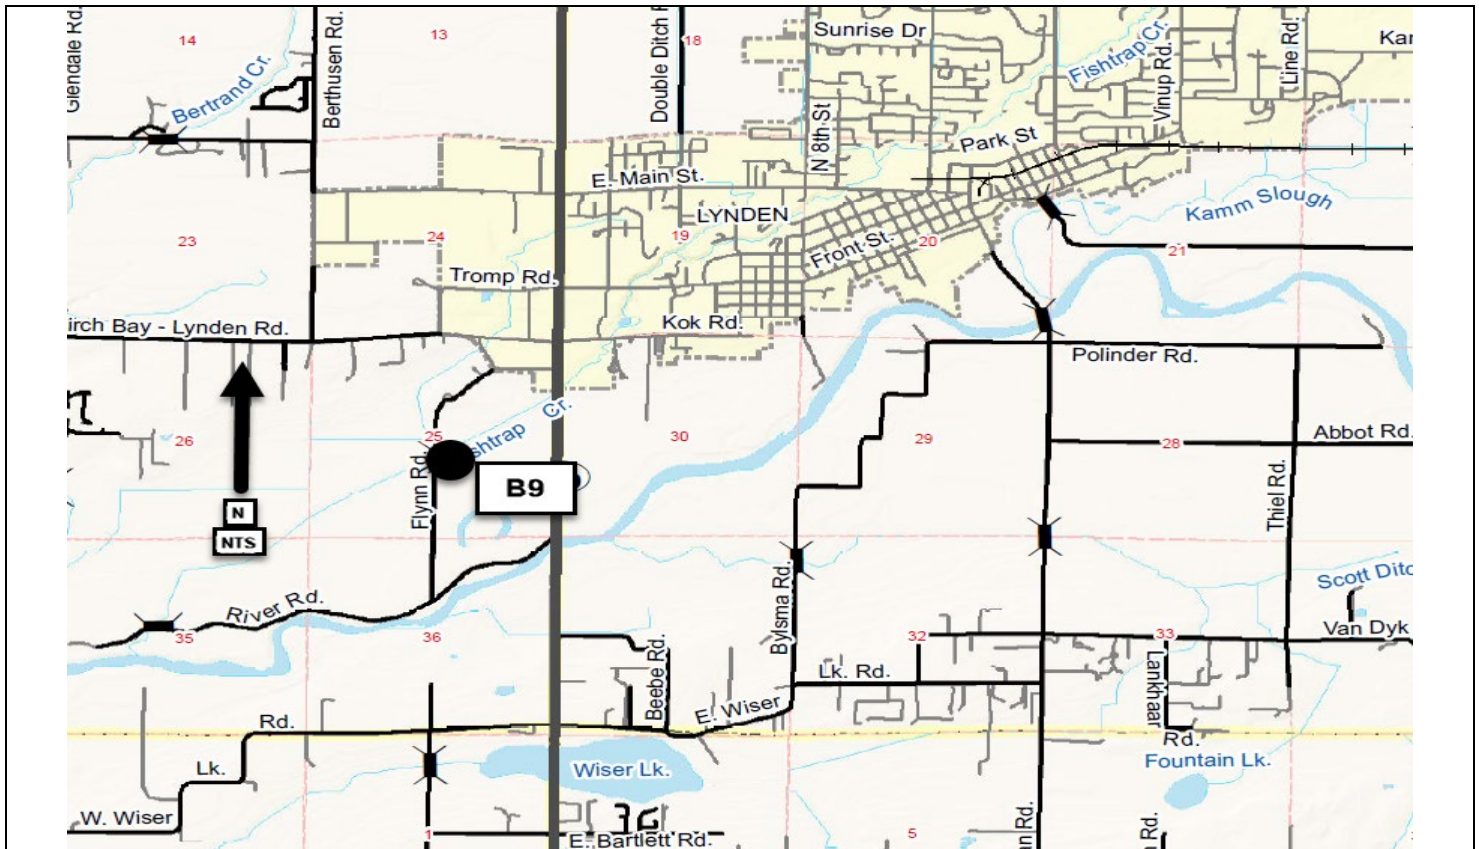 Glendale Rd.
14
Bertrand Cr.
Berthusen Rd.
13
Double Ditch R
18
Sunrise Dr
Fishtrap Cr.
Vinup Rd.
Line Rd.
Kar
N 8th St
Park St
E. Main St.
LYNDEN
Kamm Slough
23
24
19
Front St.
20
21
Tromp Rd.
irch Bay - Lynden Rd.
Kok Rd.
Polinder Rd.
26
25
shtrap Cr.
30
29
28
Abbot Rd.
Flynn Rd.
B9
Thiel Rd.
N
NTS
Bylsma Rd.
Scott Ditc
River Rd.
35
36
32
33
Van Dyk
Beebe Rd.
Lk. Rd.
Lankhaar
Rd.
E. Wiser
Rd.
Lk.
Wiser Lk.
Fountain Lk.
W. Wiser
1
E. Bartlett Rd.
5
an Rd.
Rd.